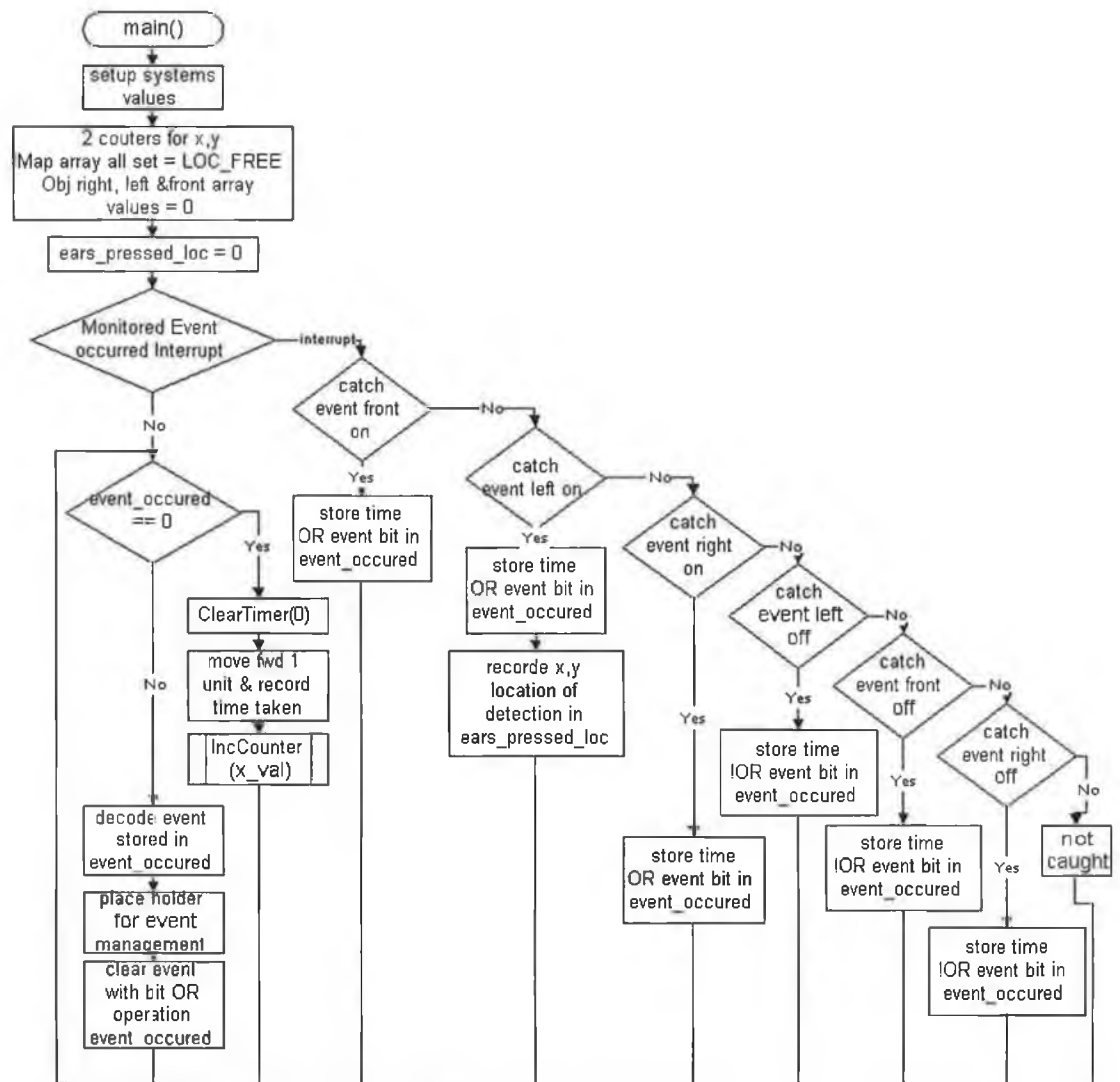 main()
setup systems
values
2 couters for x,y
Map array all set = LOC_FREE
Obj right, left &front array
values = 0
ears_pressed_loc = 0
Monitored Event
occurred Interrupt
interrupt
No
catch
event front
on
No
Yes
store time
OR event bit in
event_occured
catch
event left on
No
Yes
store time
OR event bit in
event_occured
recorde x,y
location of
detection in
ears_pressed_loc
catch
event right
on
No
Yes
store time
OR event bit in
event_occured
catch
event left
off
No
Yes
store time
!OR event bit in
event_occured
catch
event front
off
No
Yes
store time
!OR event bit in
event_occured
catch
event right
off
No
Yes
store time
!OR event bit in
event_occured
not
caught
event_occured
== 0
Yes
ClearTimer(0)
move fwd 1
unit & record
time taken
IncCounter
(x_val)
No
decode event
stored in
event_occured
place holder
for event
management
clear event
with bit OR
operation
event_occured